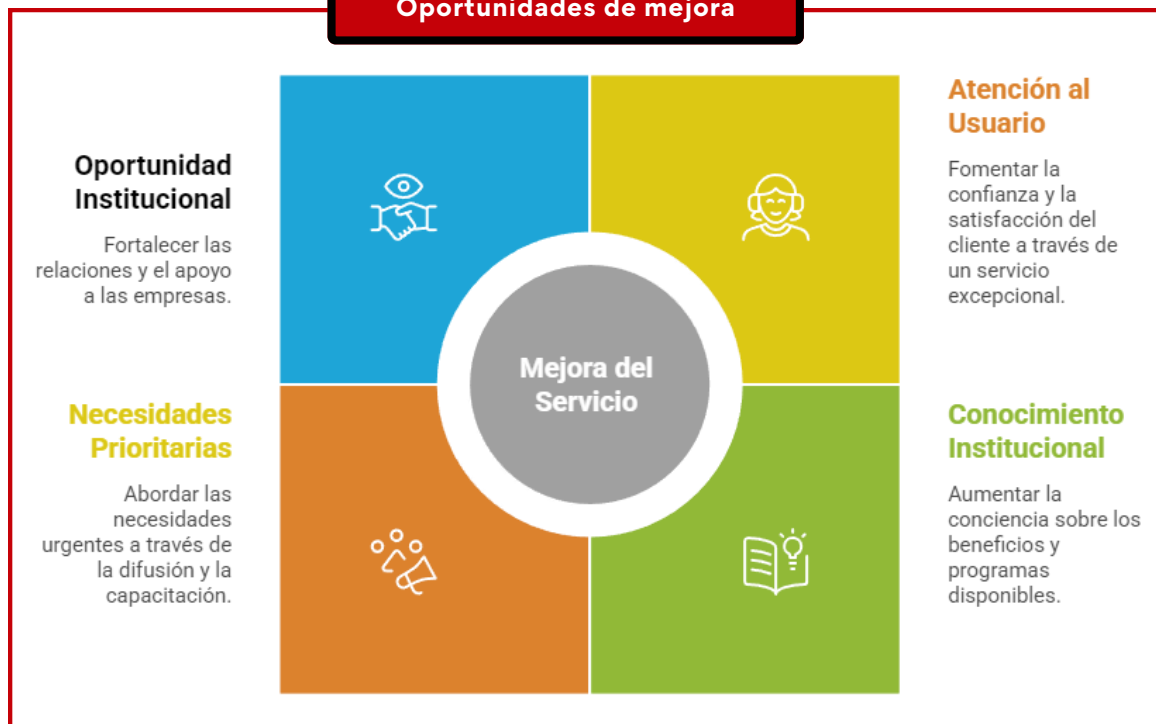 Oportunidades de mejora
Oportunidad
Institucional
Fortalecer las
relaciones y el apoyo
a las empresas.
Atención al
Usuario
Fomentar la
confianza y la
satisfacción del
cliente a través de
un servicio
excepcional.
Mejora del
Servicio
Necesidades
Prioritarias
Abordar las
necesidades
urgentes a través de
la difusión y la
capacitación.
Conocimiento
Institucional
Aumentar la
conciencia sobre los
beneficios y
programas
disponibles.